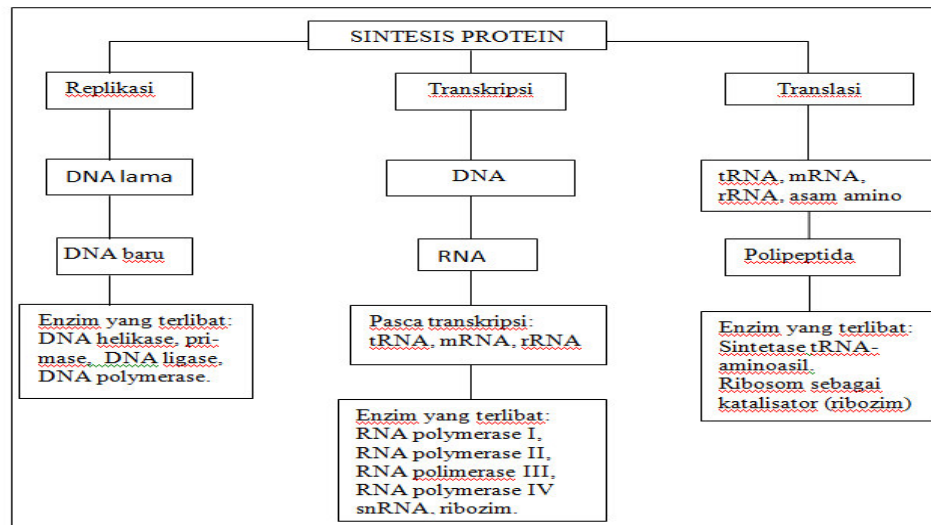 SINTESIS PROTEIN
Replikasi
Transkripsi
Translasi
DNA lama
DNA
tRNA, mRNA,
rRNA, asam amino
DNA baru
RNA
Polipeptida
Enzim yang terlibat:
DNA helikase, pri-
mase, DNA ligase,
DNA polymerase.
Pasca transkripsi:
tRNA, mRNA, rRNA
Enzim yang terlibat:
Sintetase tRNA-
aminoasil.
Ribosom sebagai
katalisator (ribozim)
Enzim yang terlibat:
RNA polymerase I,
RNA polymerase II,
RNA polimerase III,
RNA polymerase IV
snRNA, ribozim.